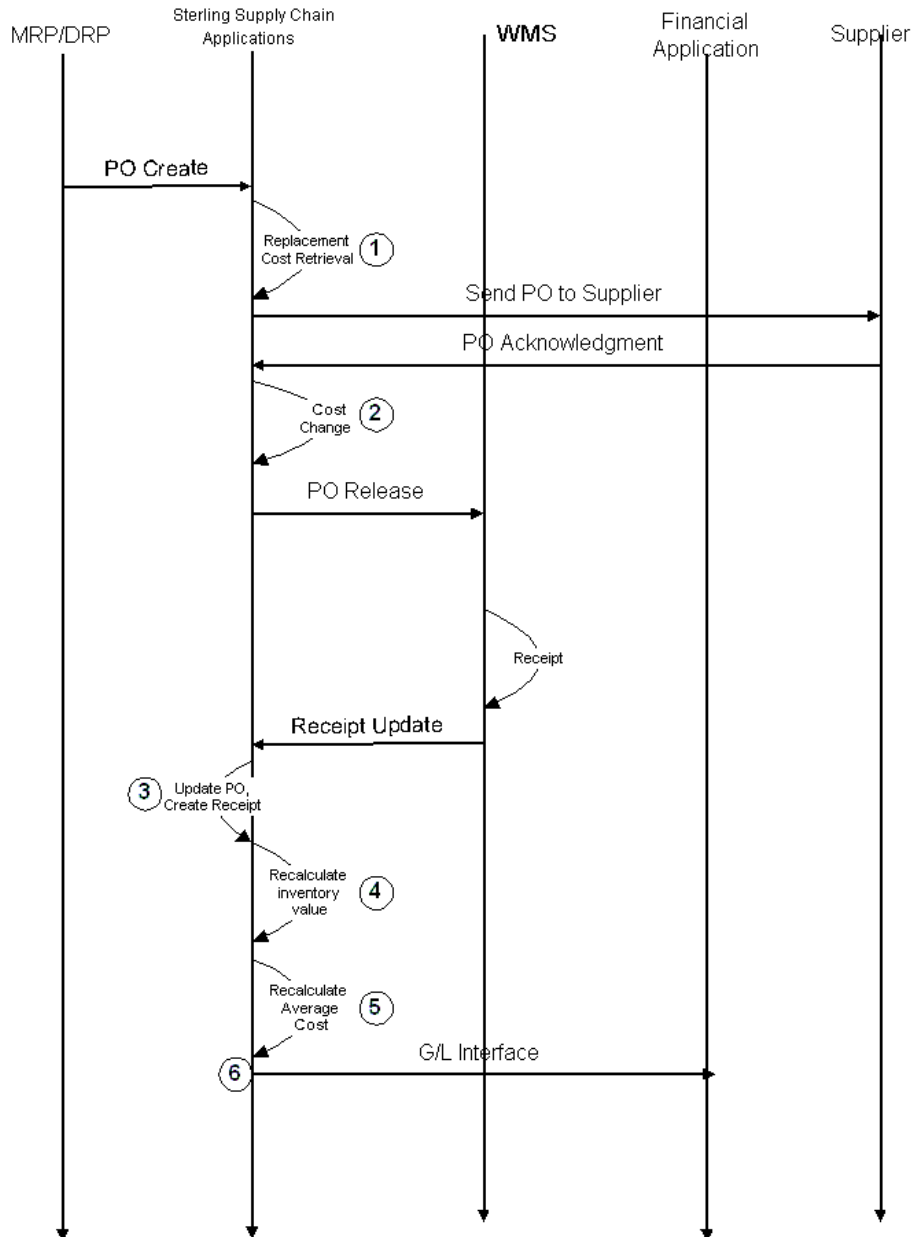 MRP/DRP
Sterling Supply Chain
Applications
WMS
Financial
Application
Supplier
PO Create
Replacement
Cost Retrieval
1
Send PO to Supplier
PO Acknowledgment
Cost
Change
2
PO Release
Receipt
Receipt Update
3
Update PO,
Create Receipt
Recalculate
inventory
value
4
Recalculate
Average
Cost
5
G/L Interface
6